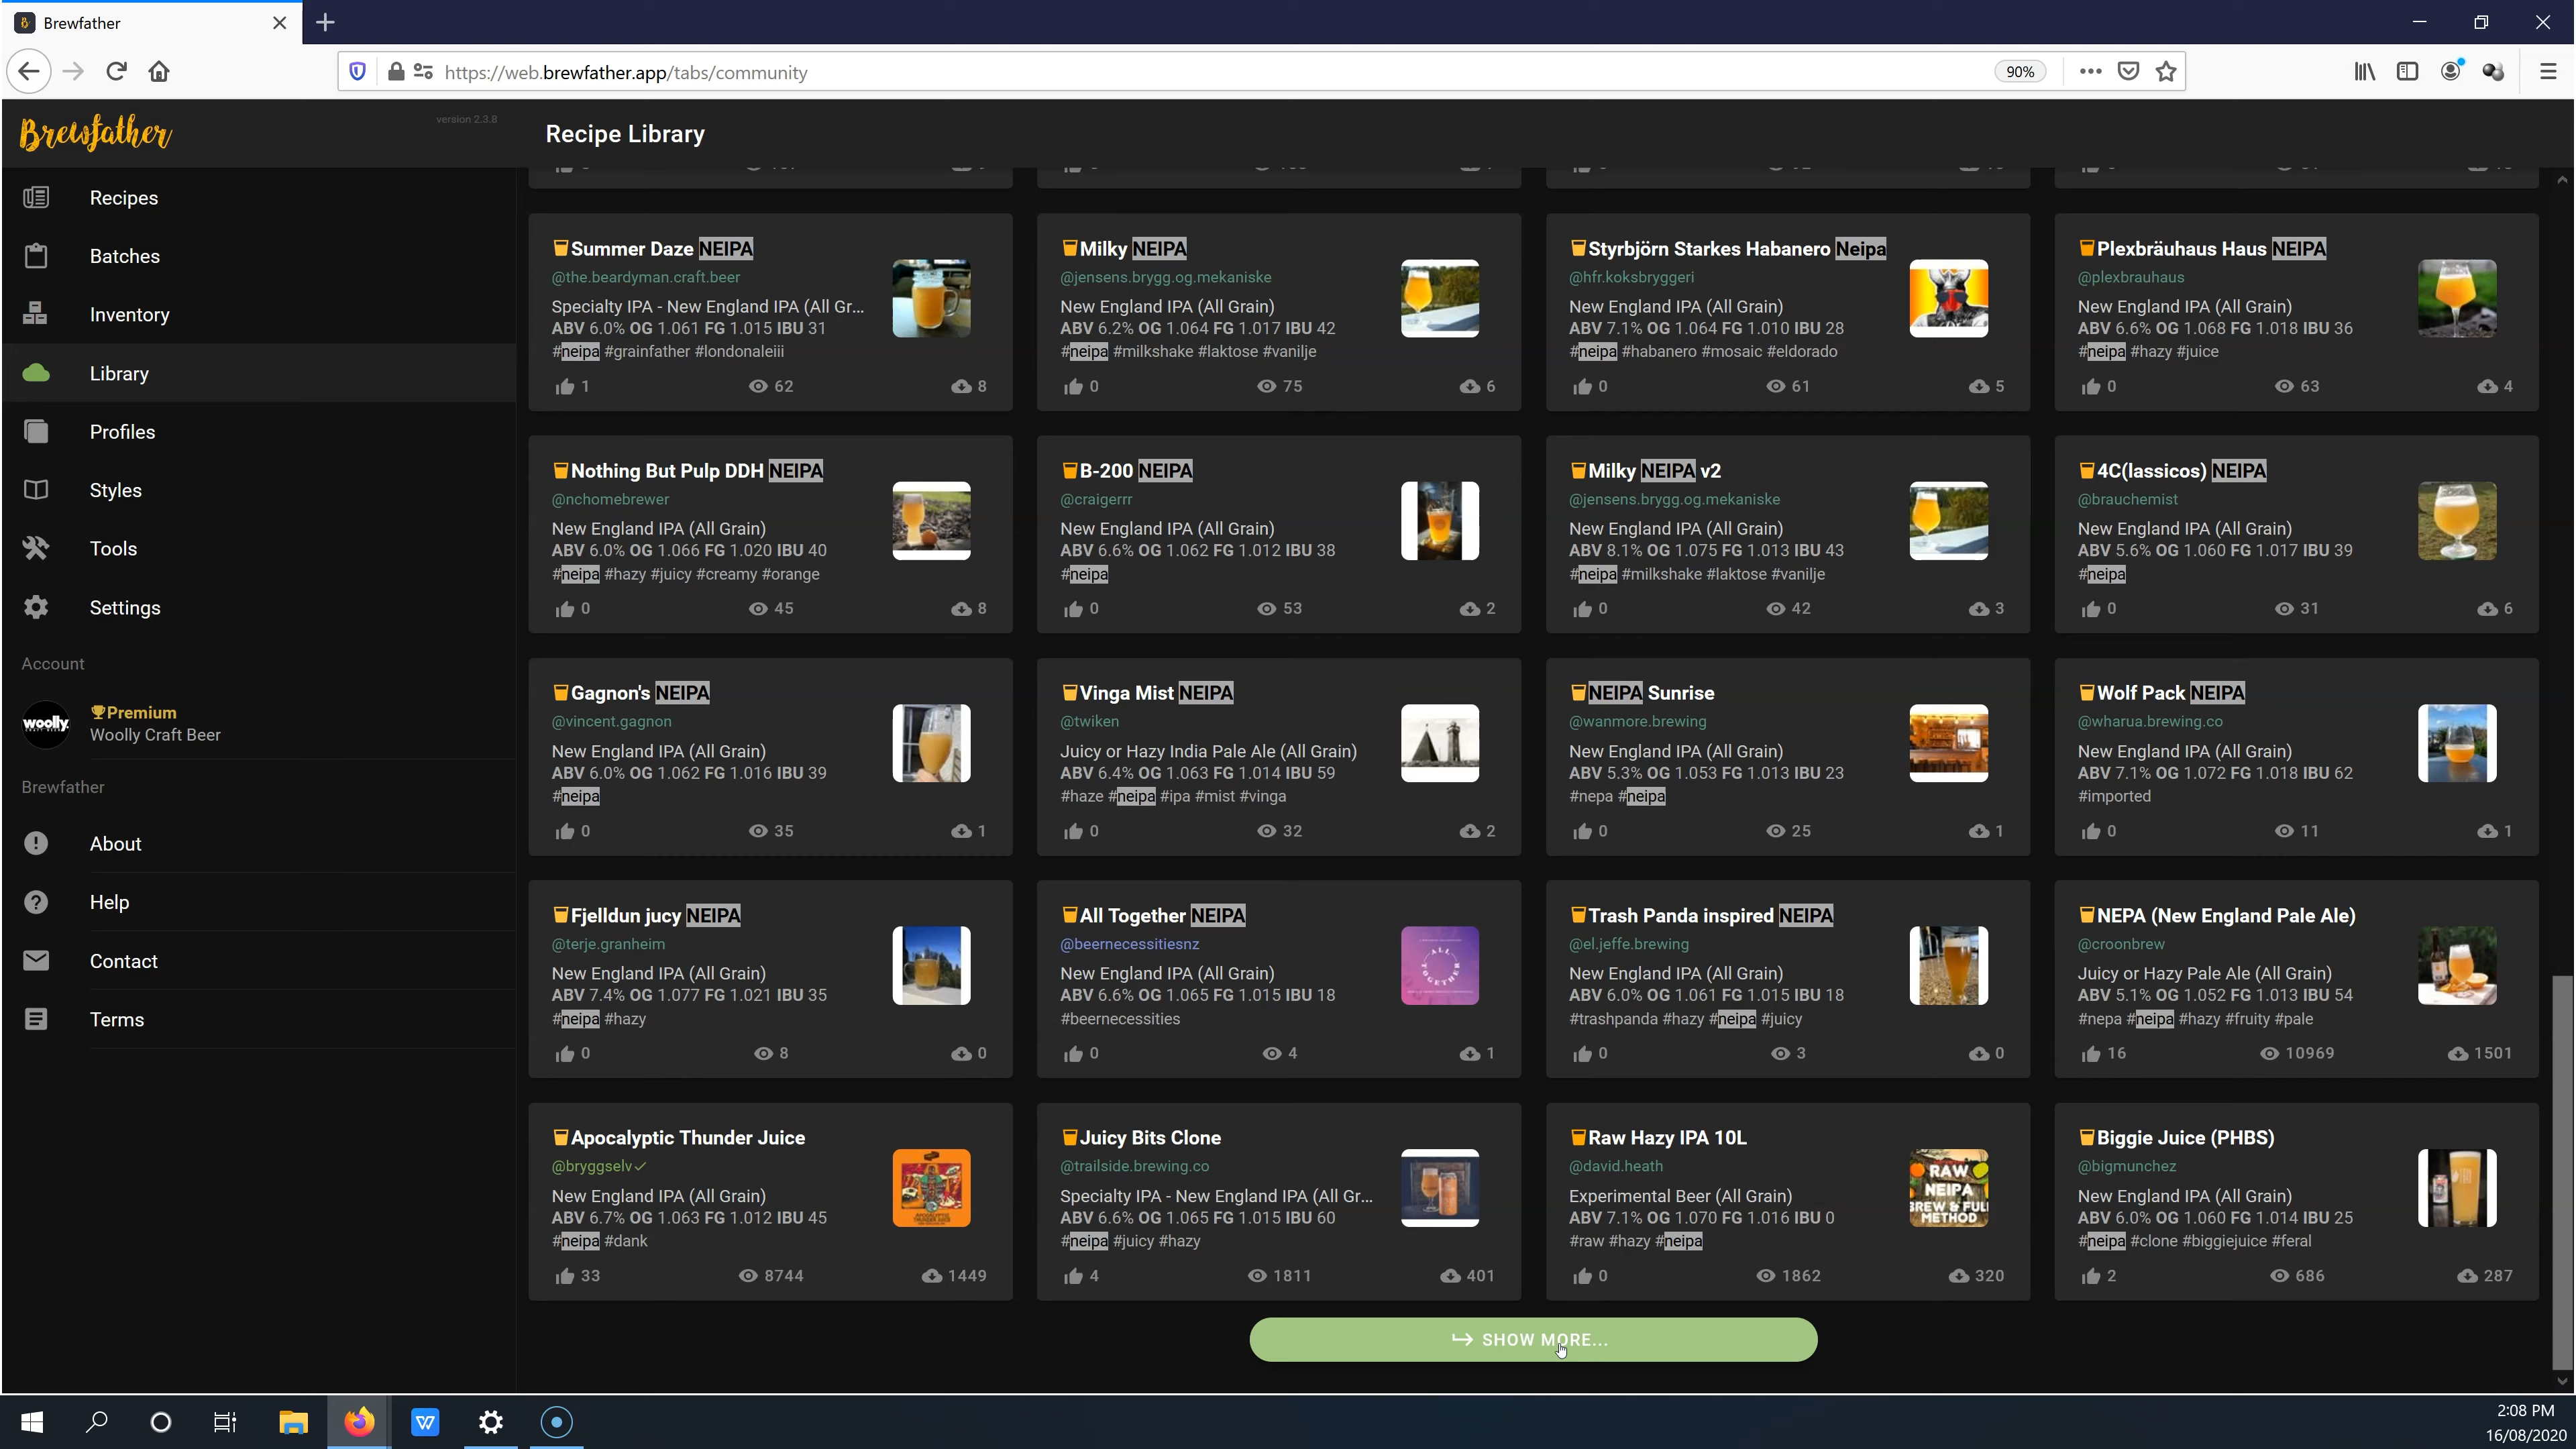 Brewfather
https://web.brewfather.app/tabs/community
90%
Brewfather
version 2.3.8
Recipe Library
Recipes
Batches
Inventory
Library
Profiles
Styles
Tools
Settings
Account
woolly
Premium
Woolly Craft Beer
Brewfather
About
Help
Contact
Terms
Summer Daze NEIPA
@the.beardyman.craft.beer
Specialty IPA - New England IPA (All Gr...
ABV 6.0% OG 1.061 FG 1.015 IBU 31
#neipa #grainfather #londonaleiii
1 62 8
Milky NEIPA
@jensens.brygg.og.mekaniske
New England IPA (All Grain)
ABV 6.2% OG 1.064 FG 1.017 IBU 42
#neipa #milkshake #laktose #vanilje
0 75 6
Styrbjörn Starkes Habanero Neipa
@hfr.koksbryggeri
New England IPA (All Grain)
ABV 7.1% OG 1.064 FG 1.010 IBU 28
#neipa #habanero #mosaic #eldorado
0 61 5
Plexbräuhaus Haus NEIPA
@plexbrauhaus
New England IPA (All Grain)
ABV 6.6% OG 1.068 FG 1.018 IBU 36
#neipa #hazy #juice
0 63 4
Nothing But Pulp DDH NEIPA
@nchomebrewer
New England IPA (All Grain)
ABV 6.0% OG 1.066 FG 1.020 IBU 40
#neipa #hazy #juicy #creamy #orange
0 45 8
B-200 NEIPA
@craigerrr
New England IPA (All Grain)
ABV 6.6% OG 1.062 FG 1.012 IBU 38
#neipa
0 53 2
Milky NEIPA v2
@jensens.brygg.og.mekaniske
New England IPA (All Grain)
ABV 8.1% OG 1.075 FG 1.013 IBU 43
#neipa #milkshake #laktose #vanilje
0 42 3
4C(lassicos) NEIPA
@brauchemist
New England IPA (All Grain)
ABV 5.6% OG 1.060 FG 1.017 IBU 39
#neipa
0 31 6
Gagnon's NEIPA
@vincent.gagnon
New England IPA (All Grain)
ABV 6.0% OG 1.062 FG 1.016 IBU 39
#neipa
0 35 1
Vinga Mist NEIPA
@twiken
Juicy or Hazy India Pale Ale (All Grain)
ABV 6.4% OG 1.063 FG 1.014 IBU 59
#haze #neipa #ipa #mist #vinga
0 32 2
NEIPA Sunrise
@wanmore.brewing
New England IPA (All Grain)
ABV 5.3% OG 1.053 FG 1.013 IBU 23
#nepa #neipa
0 25 1
Wolf Pack NEIPA
@wharua.brewing.co
New England IPA (All Grain)
ABV 7.1% OG 1.072 FG 1.018 IBU 62
#imported
0 11 1
Fjelldun jucy NEIPA
@terje.granheim
New England IPA (All Grain)
ABV 7.4% OG 1.077 FG 1.021 IBU 35
#neipa #hazy
0 8 0
All Together NEIPA
@beernecessitiesnz
New England IPA (All Grain)
ABV 6.6% OG 1.065 FG 1.015 IBU 18
#beernecessities
0 4 1
ALL
TOGETHER
Trash Panda inspired NEIPA
@el.jeffe.brewing
New England IPA (All Grain)
ABV 6.0% OG 1.061 FG 1.015 IBU 18
#trashpanda #hazy #neipa #juicy
0 3 0
NEPA (New England Pale Ale)
@croonbrew
Juicy or Hazy Pale Ale (All Grain)
ABV 5.1% OG 1.052 FG 1.013 IBU 54
#nepa #neipa #hazy #fruity #pale
16 10969 1501
Apocalyptic Thunder Juice
@bryggselv
New England IPA (All Grain)
ABV 6.7% OG 1.063 FG 1.012 IBU 45
#neipa #dank
33 8744 1449
Juicy Bits Clone
@trailside.brewing.co
Specialty IPA - New England IPA (All Gr...
ABV 6.6% OG 1.065 FG 1.015 IBU 60
#neipa #juicy #hazy
4 1811 401
Raw Hazy IPA 10L
@david.heath
Experimental Beer (All Grain)
ABV 7.1% OG 1.070 FG 1.016 IBU 0
#raw #hazy #neipa
0 1862 320
RAW
NEIPA
BREW & FULL
METHOD
Biggie Juice (PHBS)
@bigmunchez
New England IPA (All Grain)
ABV 6.0% OG 1.060 FG 1.014 IBU 25
#neipa #clone #biggiejuice #feral
2 686 287
SHOW MORE...
2:08 PM
16/08/2020